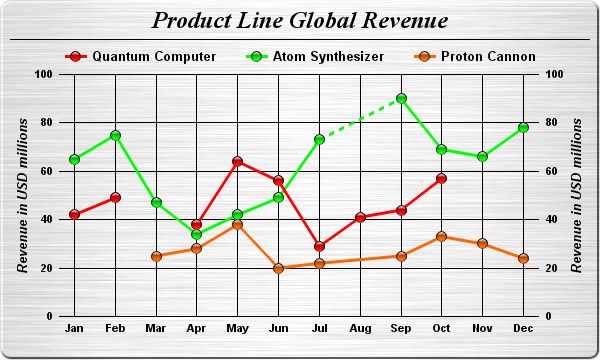 Product Line Global Revenue
Quantum Computer Atom Synthesizer Proton Cannon
Revenue in USD millions
100 100
80 80
60 60
40 40
20 20
0 0
Revenue in USD millions
Jan Feb Mar Apr May Jun Jul Aug Sep Oct Nov Dec